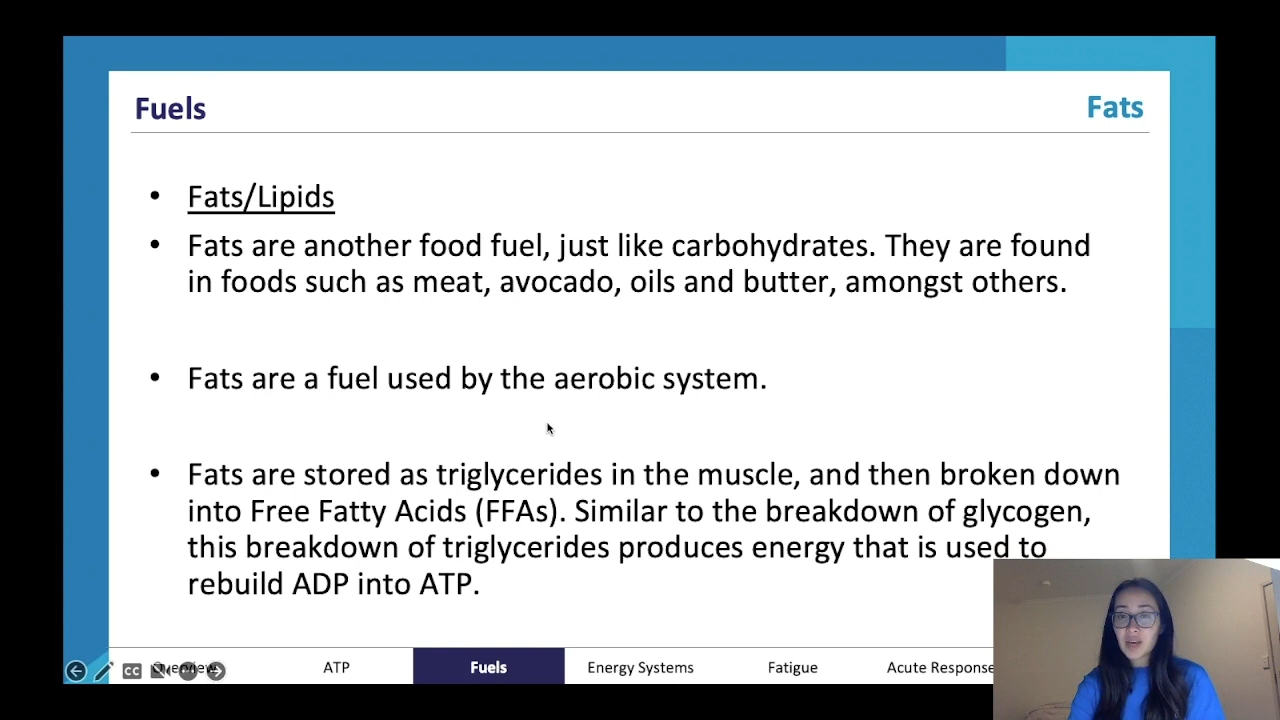 Fuels
Fats
• Fats/Lipids
• Fats are another food fuel, just like carbohydrates. They are found
in foods such as meat, avocado, oils and butter, amongst others.
• Fats are a fuel used by the aerobic system.
• Fats are stored as triglycerides in the muscle, and then broken down
into Free Fatty Acids (FFAs). Similar to the breakdown of glycogen,
this breakdown of triglycerides produces energy that is used to
rebuild ADP into ATP.
CC
Overview
ATP
Fuels
Energy Systems
Fatigue
Acute Response